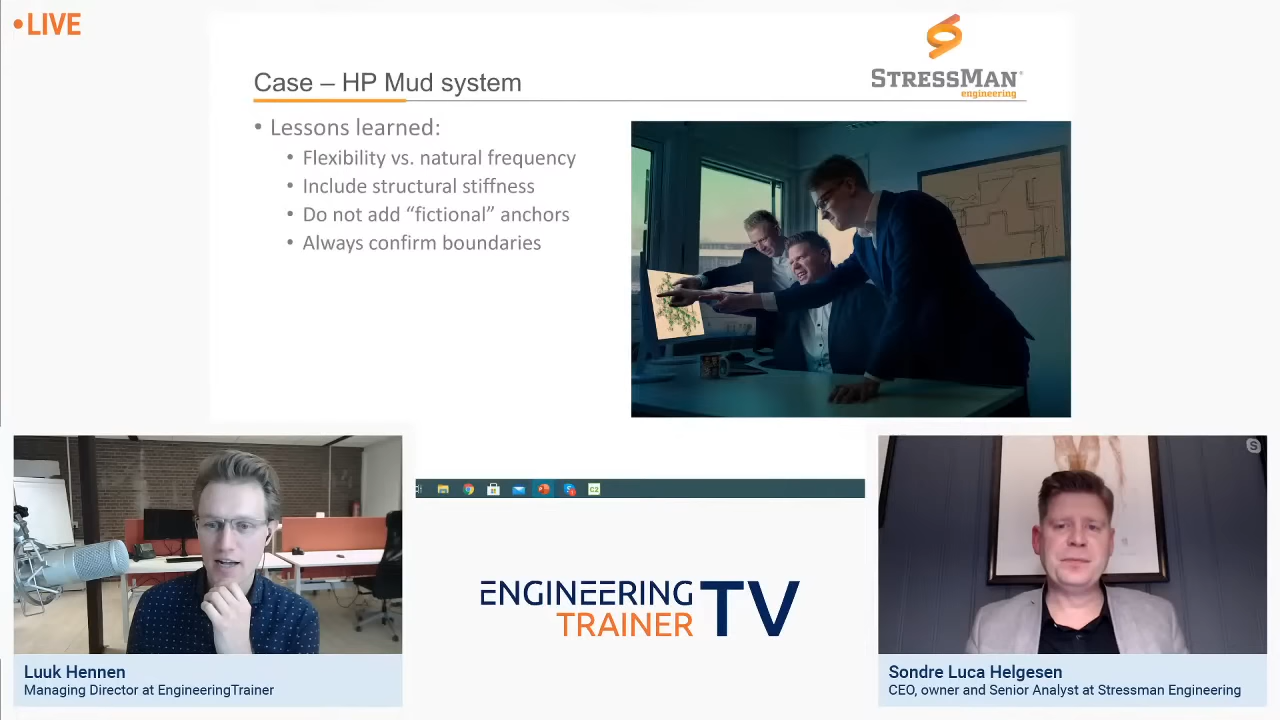 •LIVE
STRESSMAN®
engineering
Case – HP Mud system
• Lessons learned:
• Flexibility vs. natural frequency
• Include structural stiffness
• Do not add “fictional” anchors
• Always confirm boundaries
S
C2
ENGINEERING
TRAINER
TV
Luuk Hennen
Managing Director at EngineeringTrainer
Sondre Luca Helgesen
CEO, owner and Senior Analyst at Stressman Engineering